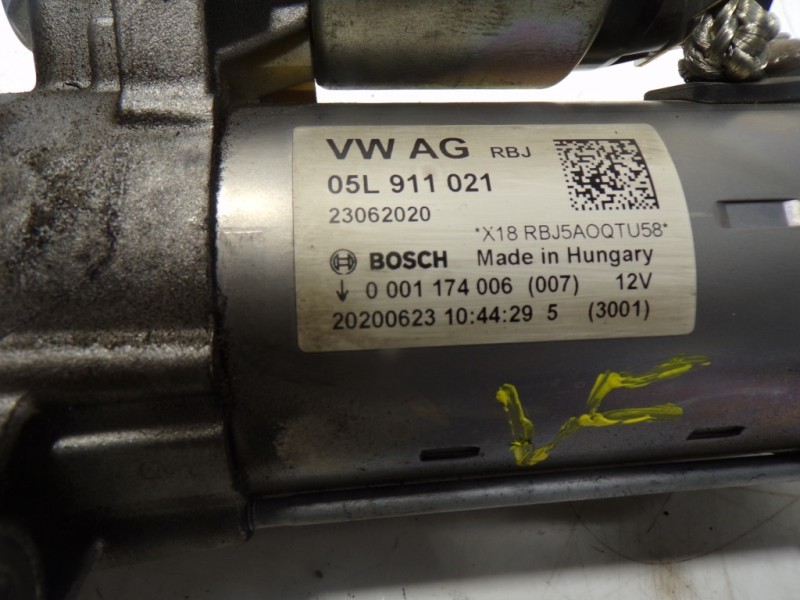 VW AG RBJ
05L 911 021
23062020
*X18 RBJ5AOQTU58*
BOSCH Made in Hungary
0 001 174 006 (007) 12V
20200623 10:44:29 5 (3001)